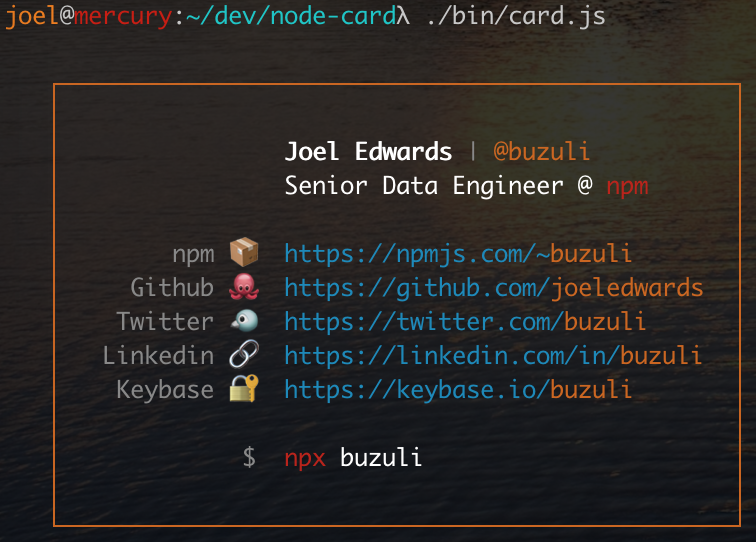 joel@mercury:~/dev/node-cardλ ./bin/card.js
Joel Edwards | @buzuli
Senior Data Engineer @ npm
npm 📦 https://npmjs.com/~buzuli
Github 🐙 https://github.com/joeledwards
Twitter 🐦 https://twitter.com/buzuli
Linkedin 🔗 https://linkedin.com/in/buzuli
Keybase 🔐 https://keybase.io/buzuli
$ npx buzuli